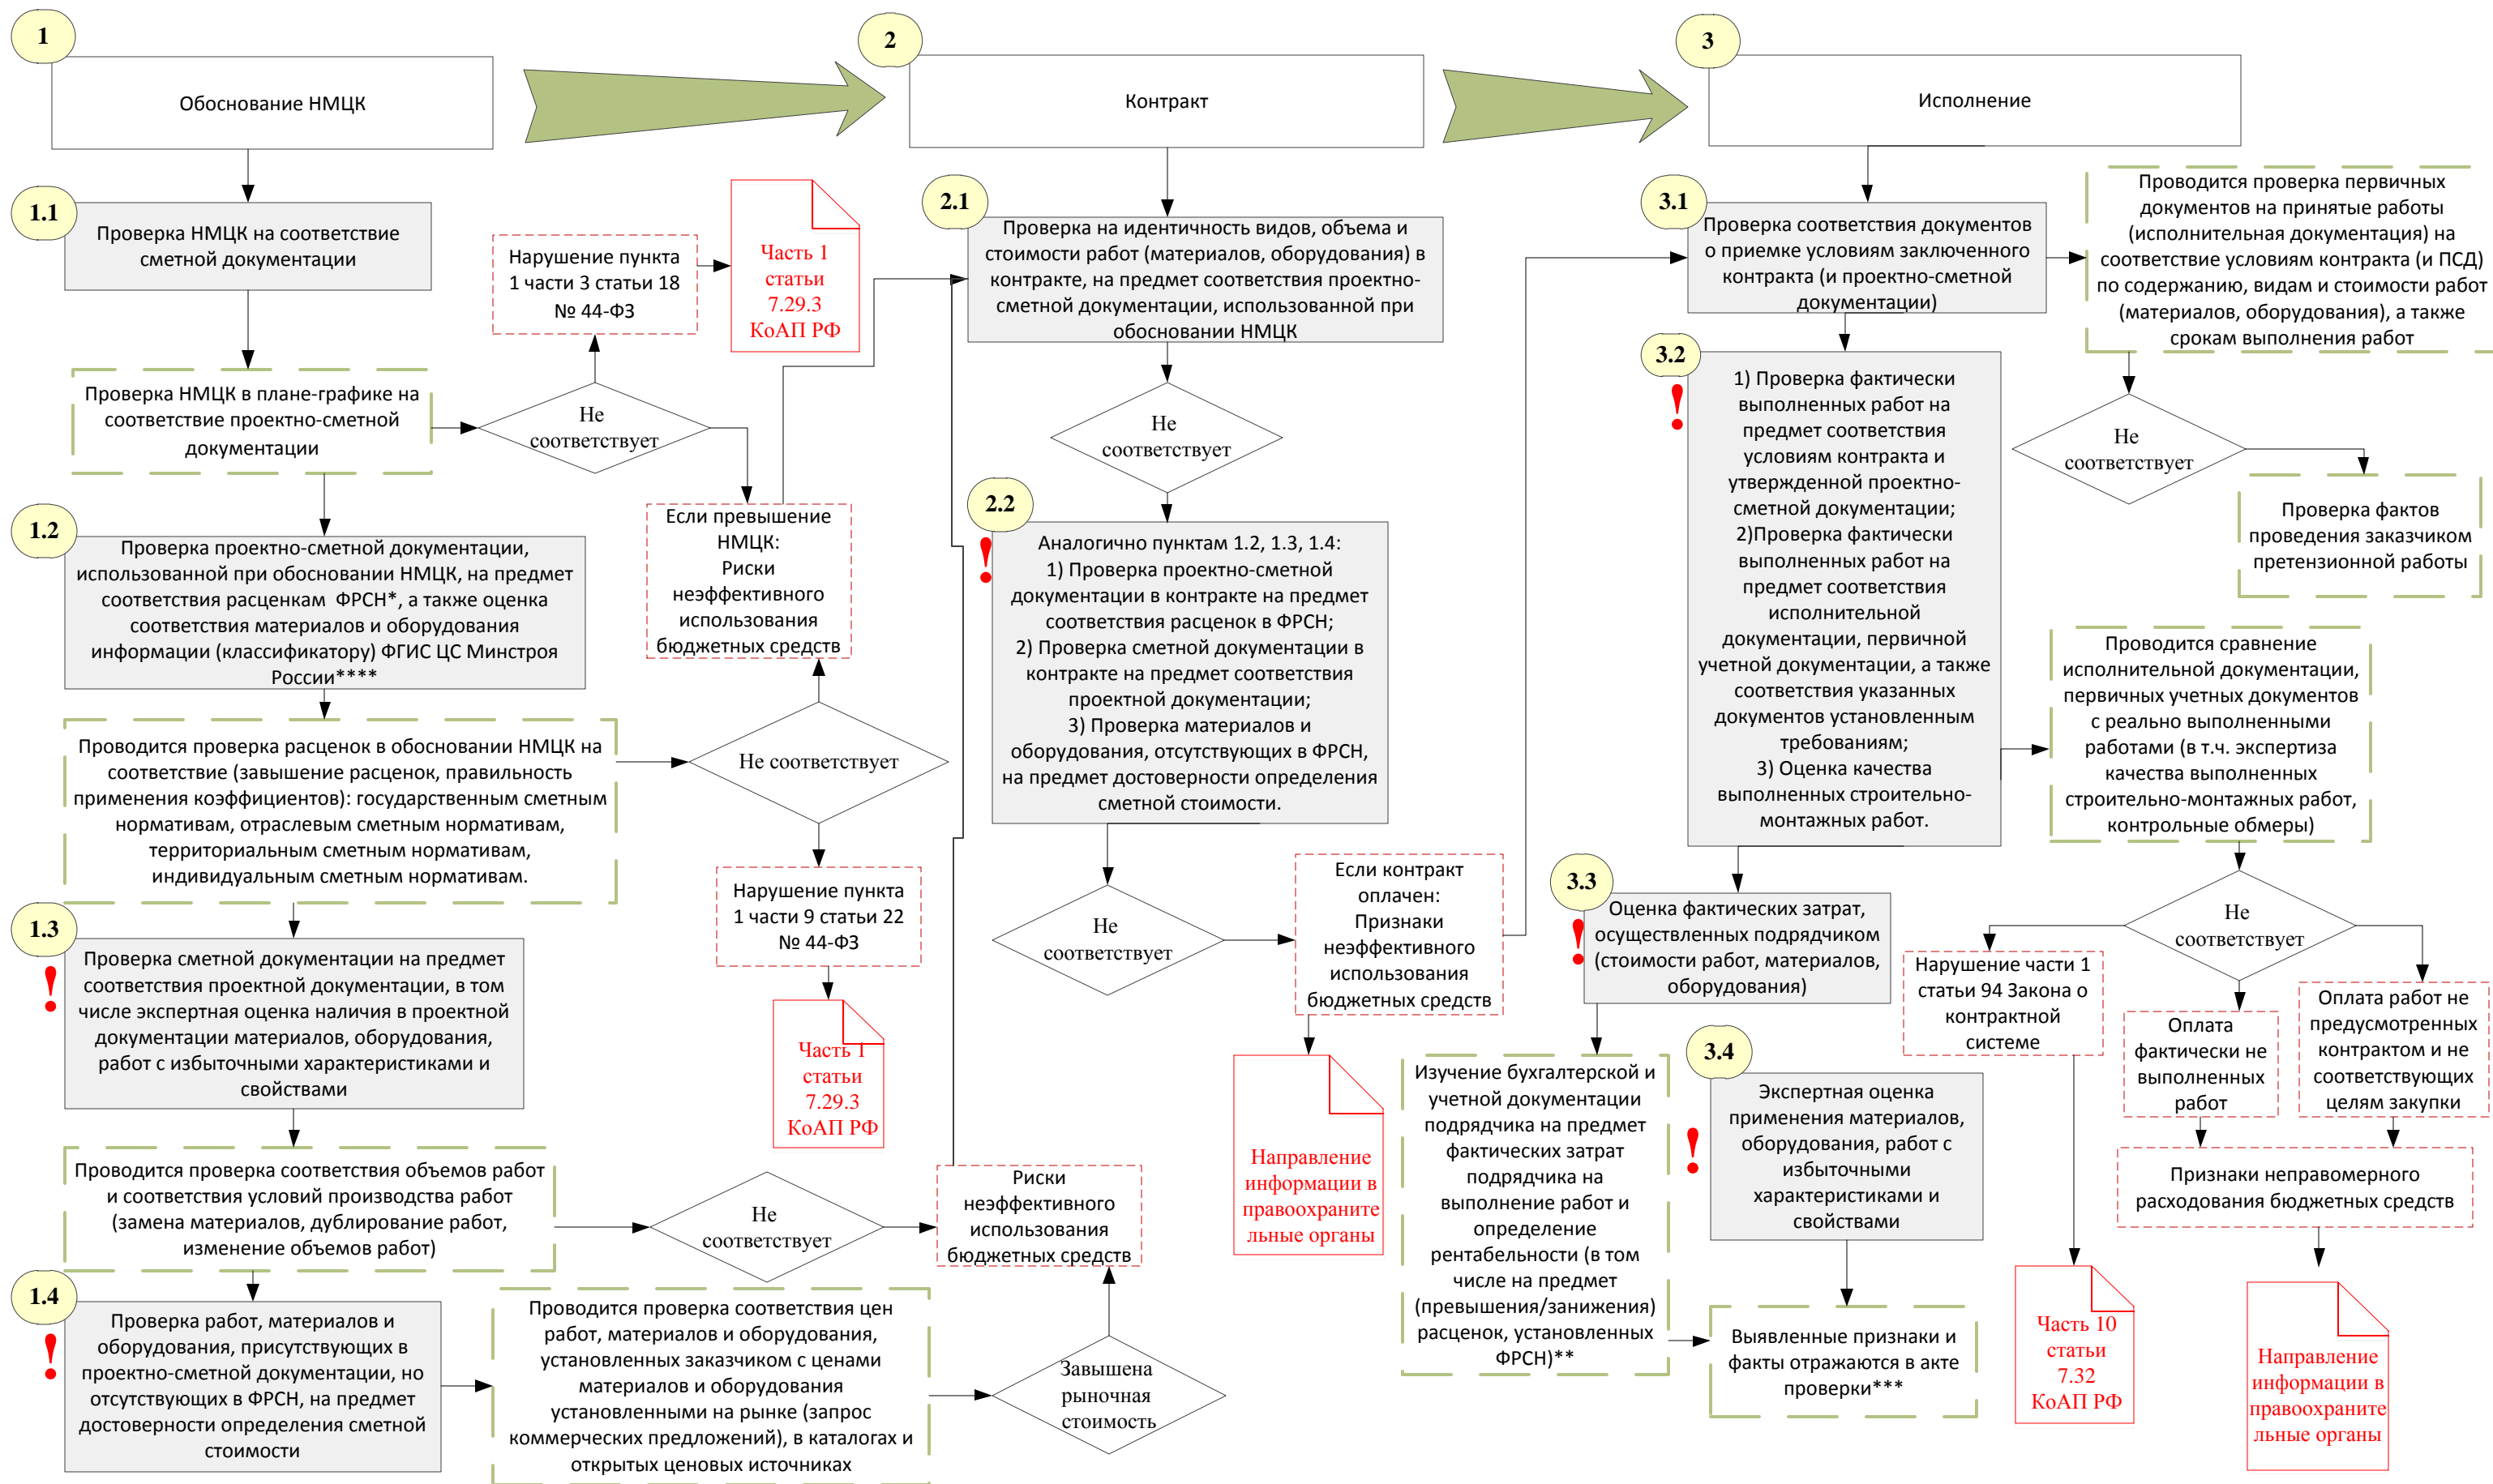 1
Обоснование НМЦК
1.1
Проверка НМЦК на соответствие
сметной документации
Проверка НМЦК в плане-графике на
соответствие проектно-сметной
документации
Не
соответствует
Нарушение пункта
1 части 3 статьи 18
№ 44-ФЗ
Часть 1
статьи
7.29.3
КоАП РФ
Если превышение
НМЦК:
Риски
неэффективного
использования
бюджетных средств
1.2
Проверка проектно-сметной документации,
использованной при обосновании НМЦК, на предмет
соответствия расценкам ФРСН*, а также оценка
соответствия материалов и оборудования
информации (классификатору) ФГИС ЦС Минстроя
России****
Проводится проверка расценок в обосновании НМЦК на
соответствие (завышение расценок, правильность
применения коэффициентов): государственным сметным
нормативам, отраслевым сметным нормативам,
территориальным сметным нормативам,
индивидуальным сметным нормативам.
Не соответствует
Нарушение пункта
1 части 9 статьи 22
№ 44-ФЗ
Часть 1
статьи
7.29.3
КоАП РФ
1.3
!
Проверка сметной документации на предмет
соответствия проектной документации, в том
числе экспертная оценка наличия в проектной
документации материалов, оборудования,
работ с избыточными характеристиками и
свойствами
Проводится проверка соответствия объемов работ
и соответствия условий производства работ
(замена материалов, дублирование работ,
изменение объемов работ)
Не
соответствует
Риски
неэффективного
использования
бюджетных средств
1.4
!
Проверка работ, материалов и
оборудования, присутствующих в
проектно-сметной документации, но
отсутствующих в ФРСН, на предмет
достоверности определения сметной
стоимости
Проводится проверка соответствия цен
работ, материалов и оборудования,
установленных заказчиком с ценами
материалов и оборудования
установленными на рынке (запрос
коммерческих предложений), в каталогах и
открытых ценовых источниках
Завышена
рыночная
стоимость
2
Контракт
2.1
Проверка на идентичность видов, объема и
стоимости работ (материалов, оборудования) в
контракте, на предмет соответствия проектно-
сметной документации, использованной при
обосновании НМЦК
Не
соответствует
2.2
!
Аналогично пунктам 1.2, 1.3, 1.4:
1) Проверка проектно-сметной
документации в контракте на предмет
соответствия расценок в ФРСН;
2) Проверка сметной документации в
контракте на предмет соответствия
проектной документации;
3) Проверка материалов и
оборудования, отсутствующих в ФРСН,
на предмет достоверности определения
сметной стоимости.
Не
соответствует
Если контракт
оплачен:
Признаки
неэффективного
использования
бюджетных средств
Направление
информации в
правоохраните
льные органы
3
Исполнение
3.1
Проверка соответствия документов
о приемке условиям заключенного
контракта (и проектно-сметной
документации)
Проводится проверка первичных
документов на принятые работы
(исполнительная документация) на
соответствие условиям контракта (и ПСД)
по содержанию, видам и стоимости работ
(материалов, оборудования), а также
срокам выполнения работ
Не
соответствует
Проверка фактов
проведения заказчиком
претензионной работы
3.2
!
1) Проверка фактически
выполненных работ на
предмет соответствия
условиям контракта и
утвержденной проектно-
сметной документации;
2)Проверка фактически
выполненных работ на
предмет соответствия
исполнительной
документации, первичной
учетной документации, а также
соответствия указанных
документов установленным
требованиям;
3) Оценка качества
выполненных строительно-
монтажных работ.
Проводится сравнение
исполнительной документации,
первичных учетных документов
с реально выполненными
работами (в т.ч. экспертиза
качества выполненных
строительно-монтажных работ,
контрольные обмеры)
Не
соответствует
Нарушение части 1
статьи 94 Закона о
контрактной
системе
Оплата
фактически не
выполненных
работ
Оплата работ не
предусмотренных
контрактом и не
соответствующих
целям закупки
Признаки неправомерного
расходования бюджетных средств
Часть 10
статьи
7.32
КоАП РФ
Направление
информации в
правоохраните
льные органы
3.3
!
Оценка фактических затрат,
осуществленных подрядчиком
(стоимости работ, материалов,
оборудования)
Изучение бухгалтерской и
учетной документации
подрядчика на предмет
фактических затрат
подрядчика на
выполнение работ и
определение
рентабельности (в том
числе на предмет
(превышения/занижения)
расценок, установленных
ФРСН)**
3.4
!
Экспертная оценка
применения материалов,
оборудования, работ с
избыточными
характеристиками и
свойствами
Выявленные признаки и
факты отражаются в акте
проверки***